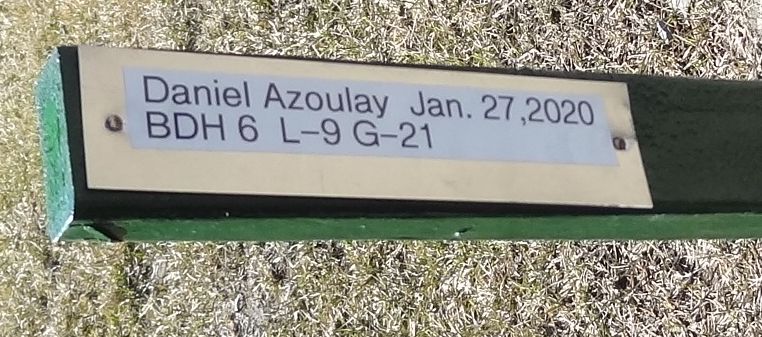 Daniel Azoulay Jan. 27,2020
BDH 6 L-9 G-21